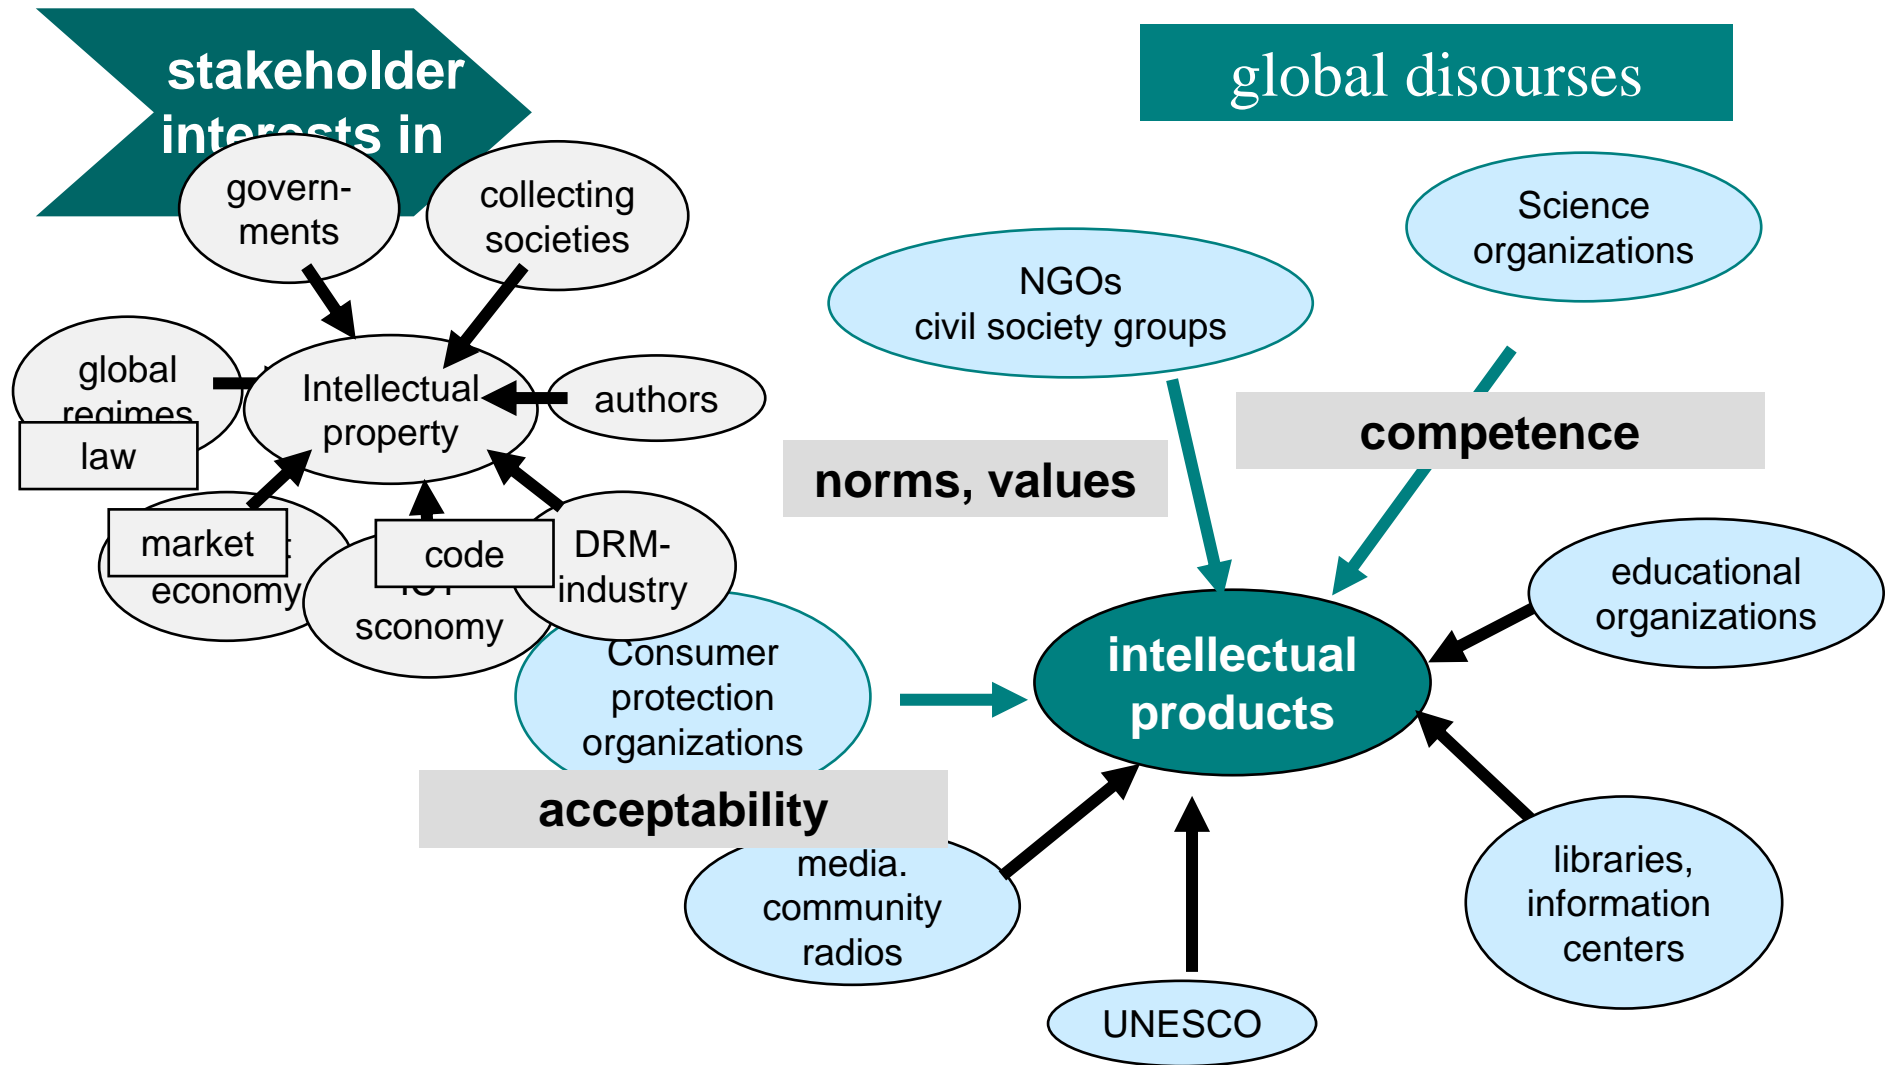 stakeholder
interests in
global disourses
govern-
ments
collecting
societies
Science
organizations
NGOs
civil society groups
global
regimes
law
Intellectual
property
authors
competence
norms, values
market
economy
code
sconomy
DRM-
industry
educational
organizations
Consumer
protection
organizations
intellectual
products
acceptability
media.
community
radios
libraries,
information
centers
UNESCO